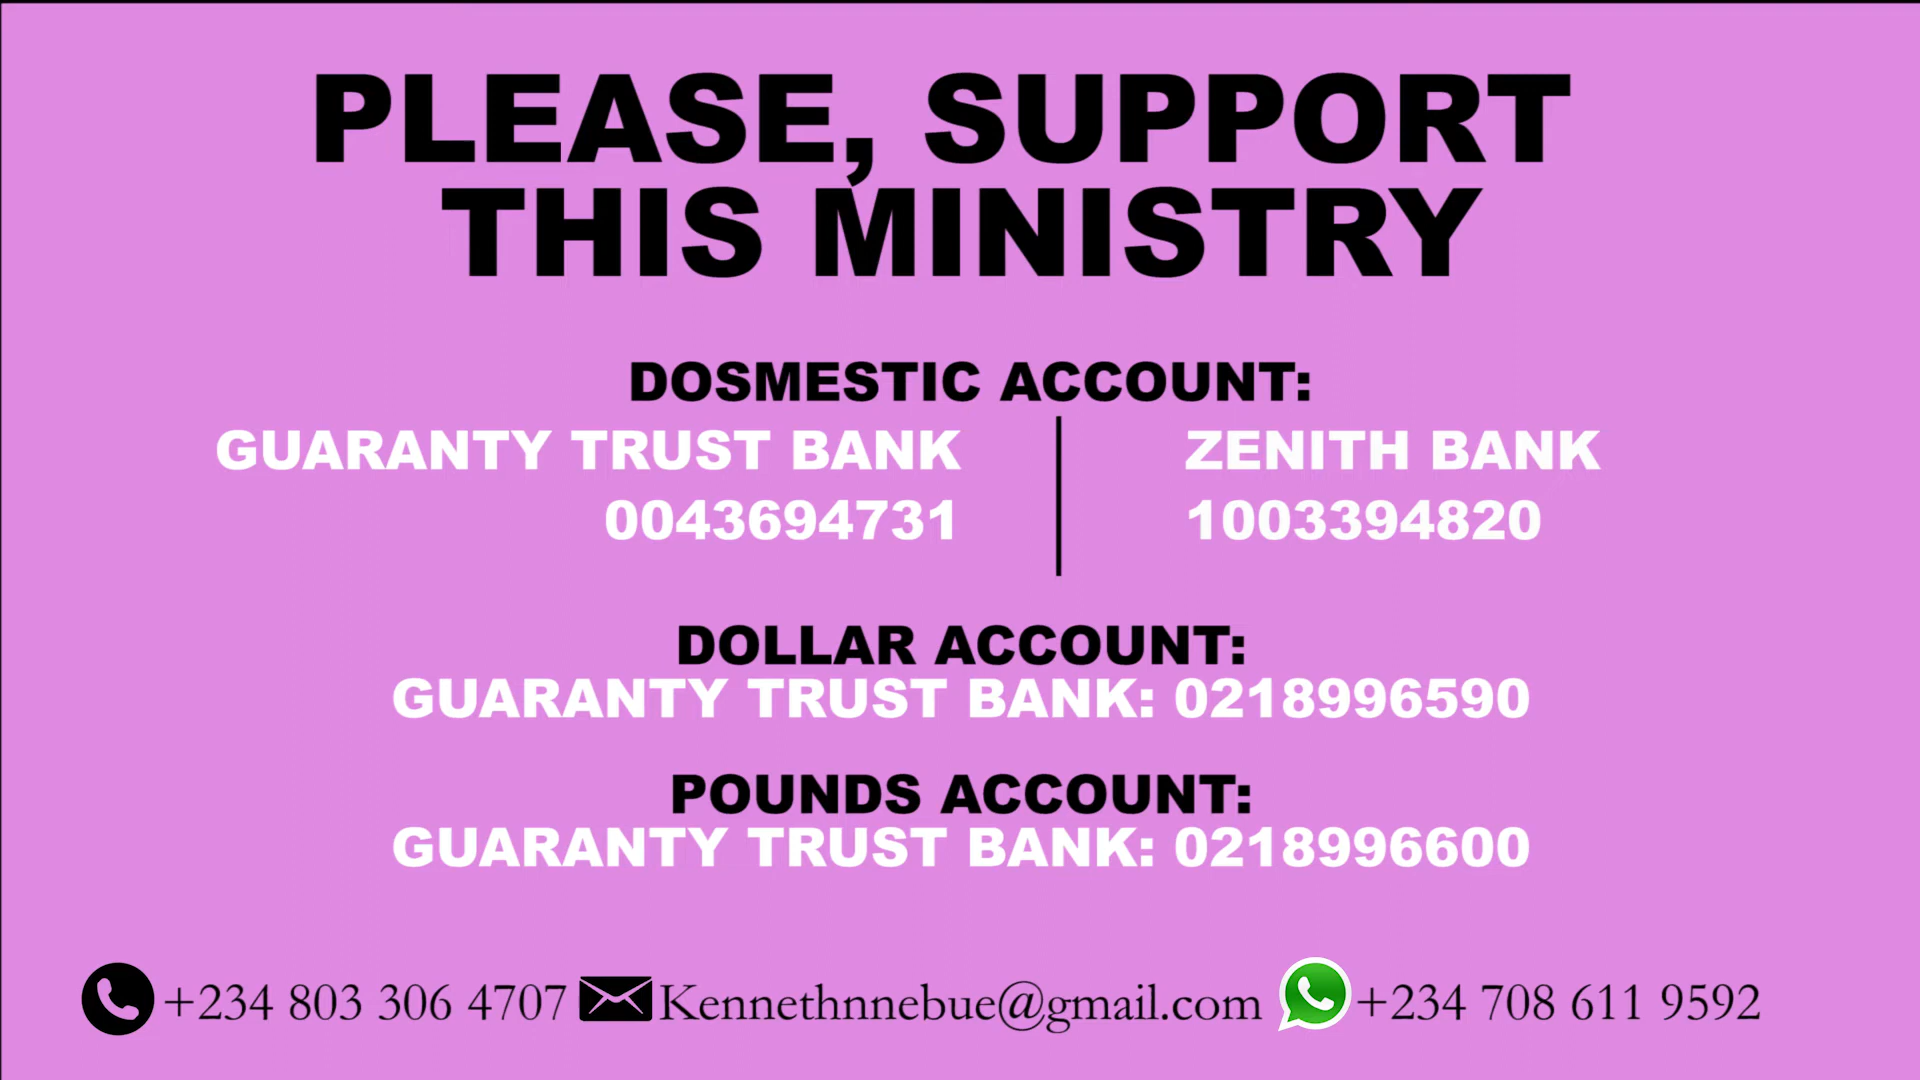 PLEASE, SUPPORT
THIS MINISTRY
DOSMESTIC ACCOUNT:
GUARANTY TRUST BANK
0043694731
ZENITH BANK
1003394820
DOLLAR ACCOUNT:
GUARANTY TRUST BANK: 0218996590
POUNDS ACCOUNT:
GUARANTY TRUST BANK: 0218996600
+234 803 306 4707 Kennethnnebue@gmail.com +234 708 611 9592